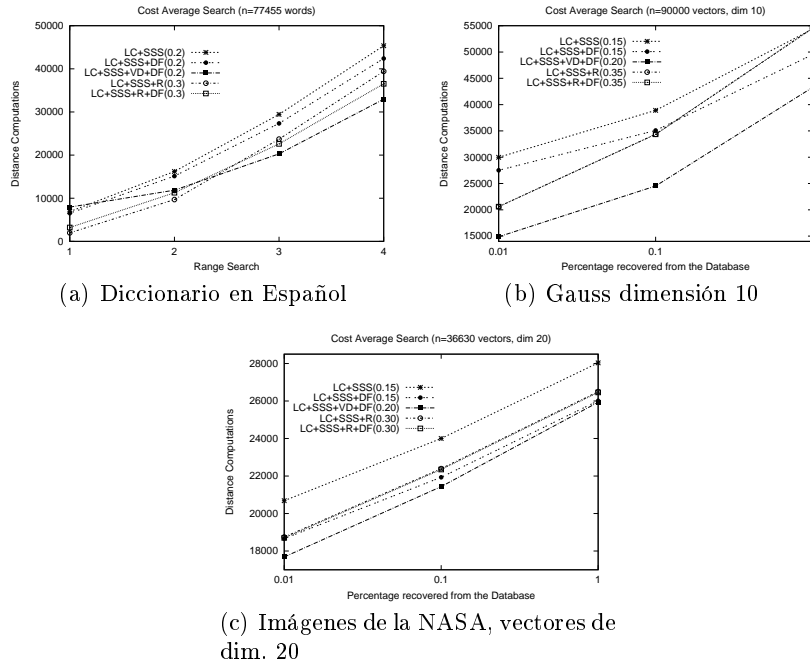 Cost Average Search (n=77455 words)
50000
40000
30000
20000
10000
0
Distance Computations
LC+SSS(0.2)
LC+SSS+DF(0.2)
LC+SSS+VD+DF(0.2)
LC+SSS+R(0.3)
LC+SSS+R+DF(0.3)
1 2 3 4
Range Search
(a) Diccionario en Español
Cost Average Search (n=90000 vectors, dim 10)
55000
50000
45000
40000
35000
30000
25000
20000
15000
Distance Computations
LC+SSS(0.15)
LC+SSS+DF(0.15)
LC+SSS+VD+DF(0.20)
LC+SSS+R(0.35)
LC+SSS+R+DF(0.35)
0.01 0.1
Percentage recovered from the Database
(b) Gauss dimensión 10
Cost Average Search (n=36630 vectors, dim 20)
28000
26000
24000
22000
20000
18000
Distance Computations
LC+SSS(0.15)
LC+SSS+DF(0.15)
LC+SSS+VD+DF(0.20)
LC+SSS+R(0.30)
LC+SSS+R+DF(0.30)
0.01 0.1 1
Percentage recovered from the Database
(c) Imágenes de la NASA, vectores de
dim. 20